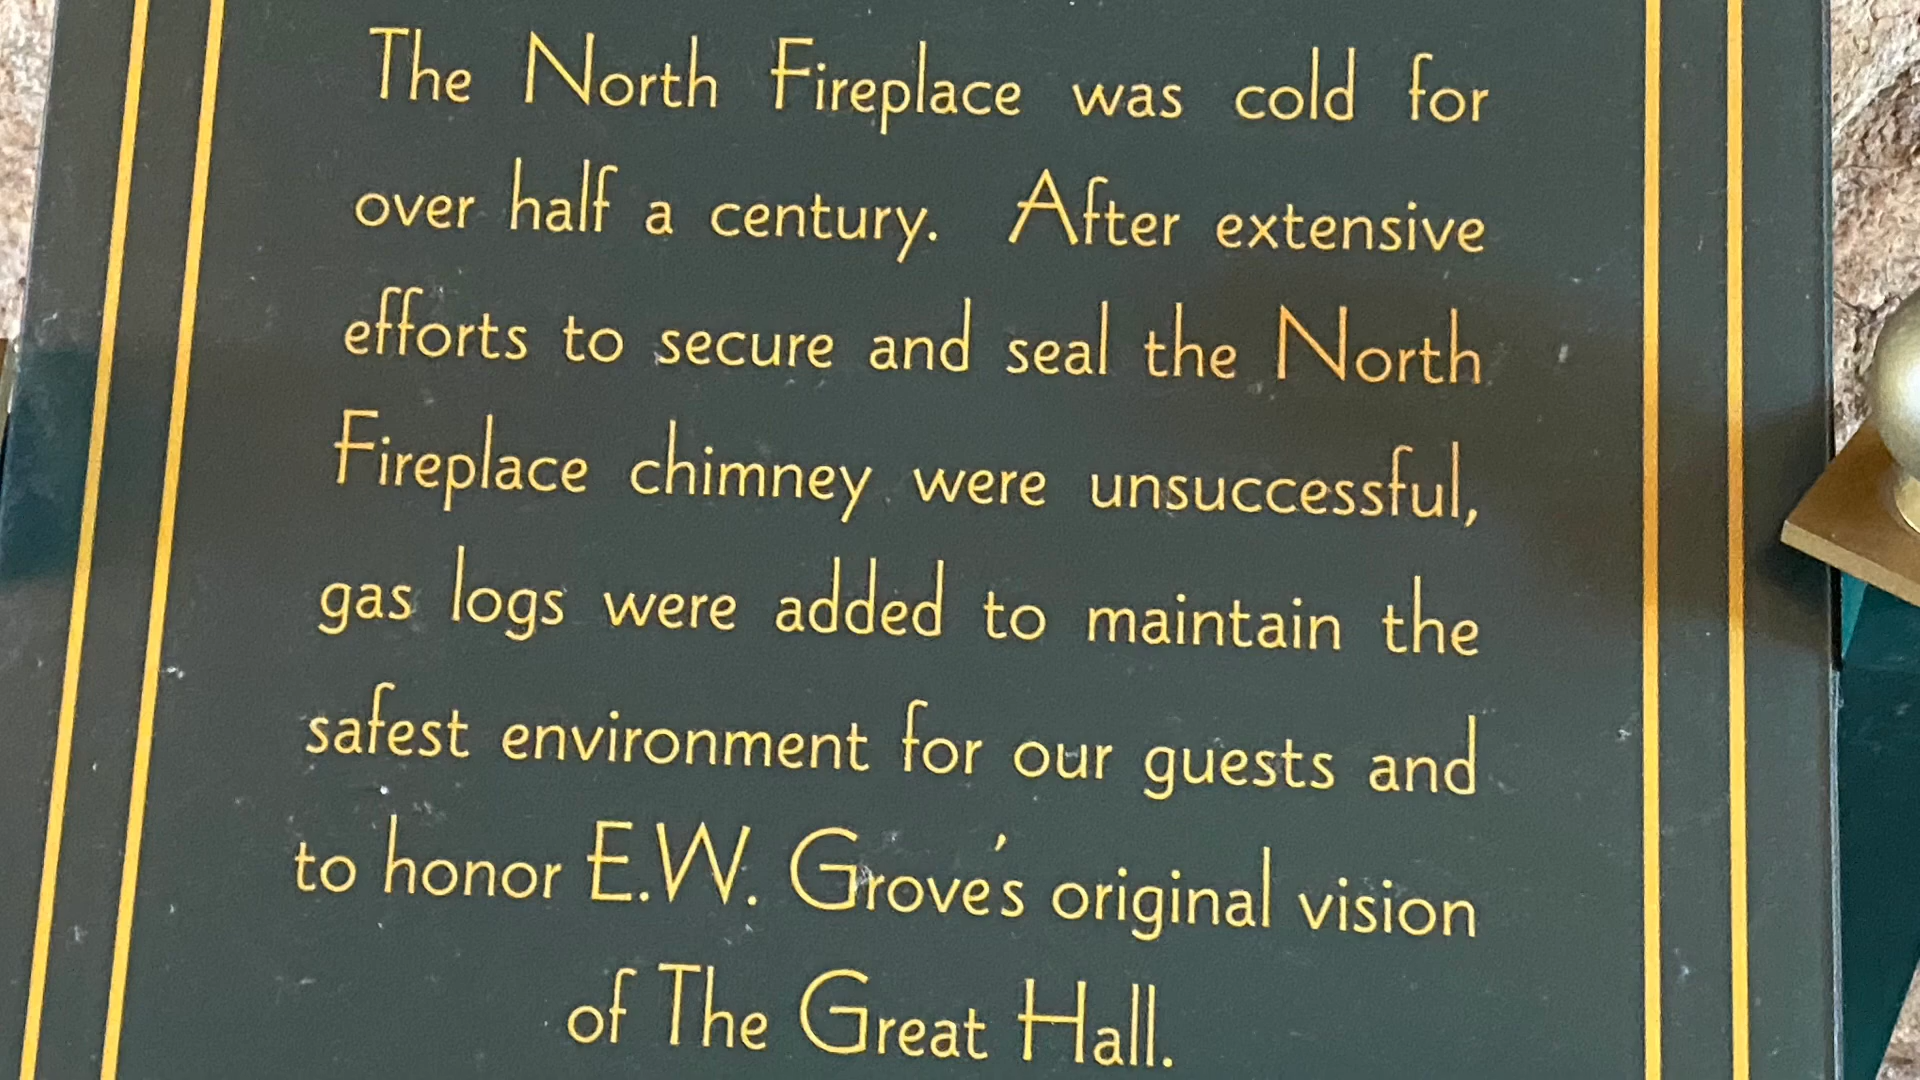 The North Fireplace was cold for
over half a century. After extensive
efforts to secure and seal the North
Fireplace chimney were unsuccessful,
gas logs were added to maintain the
safest environment for our guests and
to honor E.W. Grove's original vision
of The Great Hall.